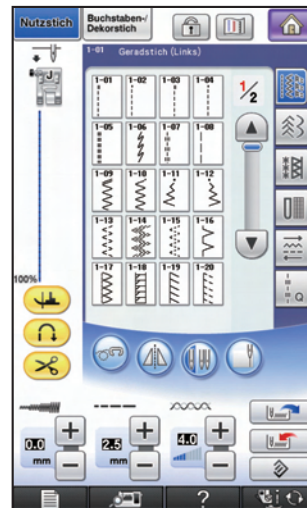 Nutzstich
Buchstaben-/
Dekorstich
1-01 Geradstich (Links)
J
1-01 1-02 1-03 1-04
1/2
1-05 1-06 1-07 1-08
1-09 1-10 1-11 1-12
1-13 1-14 1-15 1-16
1-17 1-18 1-19 1-20
Q
100%
+ + +
0.0 2.5 4.0
mm mm
− − −
?